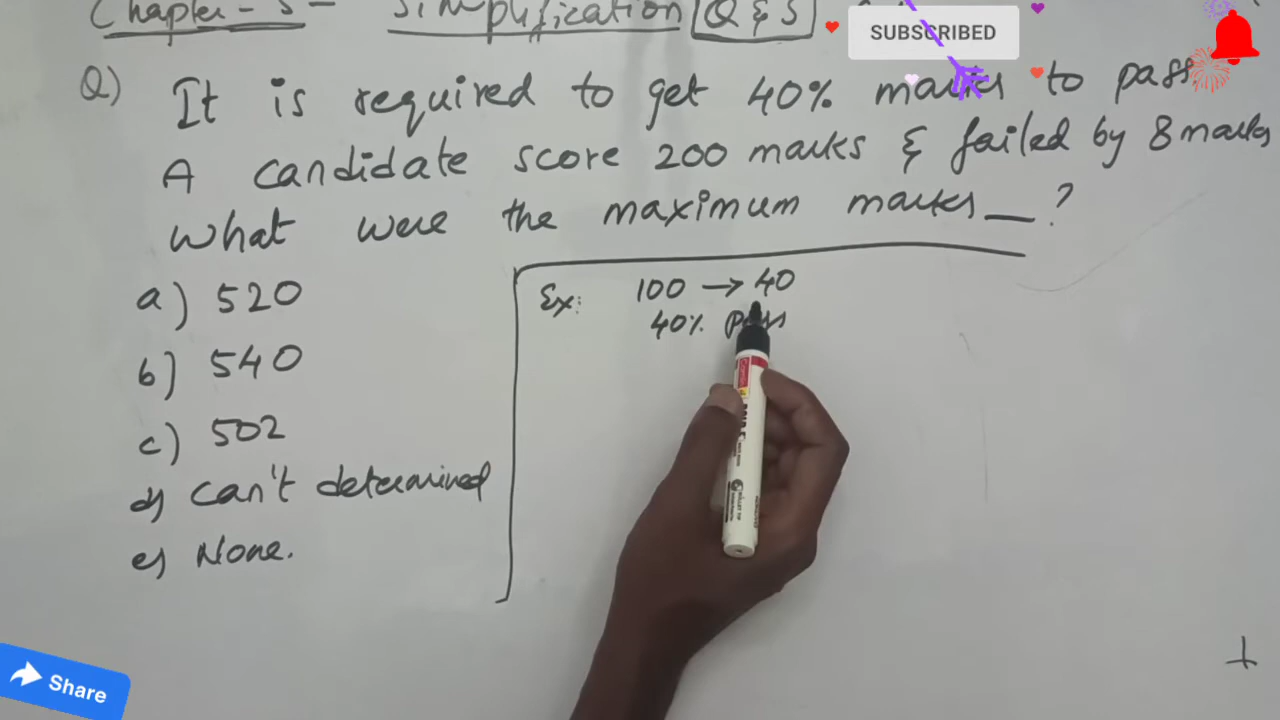 Chapter - 5 - Simplification Q & S
SUBSCRIBED
Q) It is required to get 40% marks to pass.
A candidate score 200 marks & failed by 8 marks
What were the maximum marks __ ?
a) 520
b) 540
c) 502
d) Can't determined
e) None.
Ex: 100 → 40
40% Pass
Share